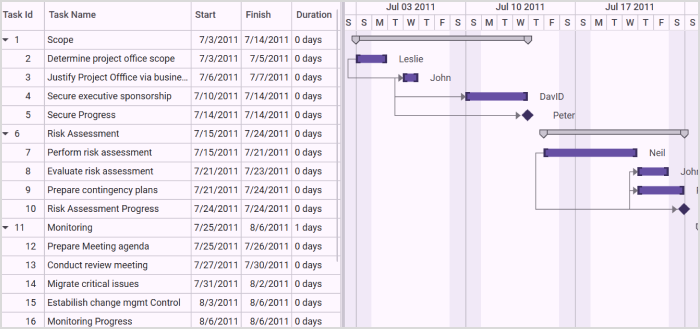 Task Id Task Name Start Finish Duration
Jul 03 2011 Jul 10 2011 Jul 17 2011
S S M T W T F S S M T W T F S S M T W T F S
1 Scope 7/3/2011 7/14/2011 0 days
2 Determine project office scope 7/3/2011 7/5/2011 0 days Leslie
3 Justify Project Offfice via busine... 7/6/2011 7/7/2011 0 days John
4 Secure executive sponsorship 7/10/2011 7/14/2011 0 days DavID
5 Secure Progress 7/14/2011 7/14/2011 0 days Peter
6 Risk Assessment 7/15/2011 7/24/2011 0 days
7 Perform risk assessment 7/15/2011 7/21/2011 0 days Neil
8 Evaluate risk assessment 7/21/2011 7/23/2011 0 days
9 Prepare contingency plans 7/21/2011 7/24/2011 0 days
10 Risk Assessment Progress 7/24/2011 7/24/2011 0 days
11 Monitoring 7/25/2011 8/6/2011 1 days
12 Prepare Meeting agenda 7/25/2011 7/26/2011 0 days
13 Conduct review meeting 7/27/2011 7/30/2011 0 days
14 Migrate critical issues 7/31/2011 8/2/2011 0 days
15 Estabilish change mgmt Control 8/3/2011 8/6/2011 0 days
16 Monitoring Progress 8/6/2011 8/6/2011 0 days